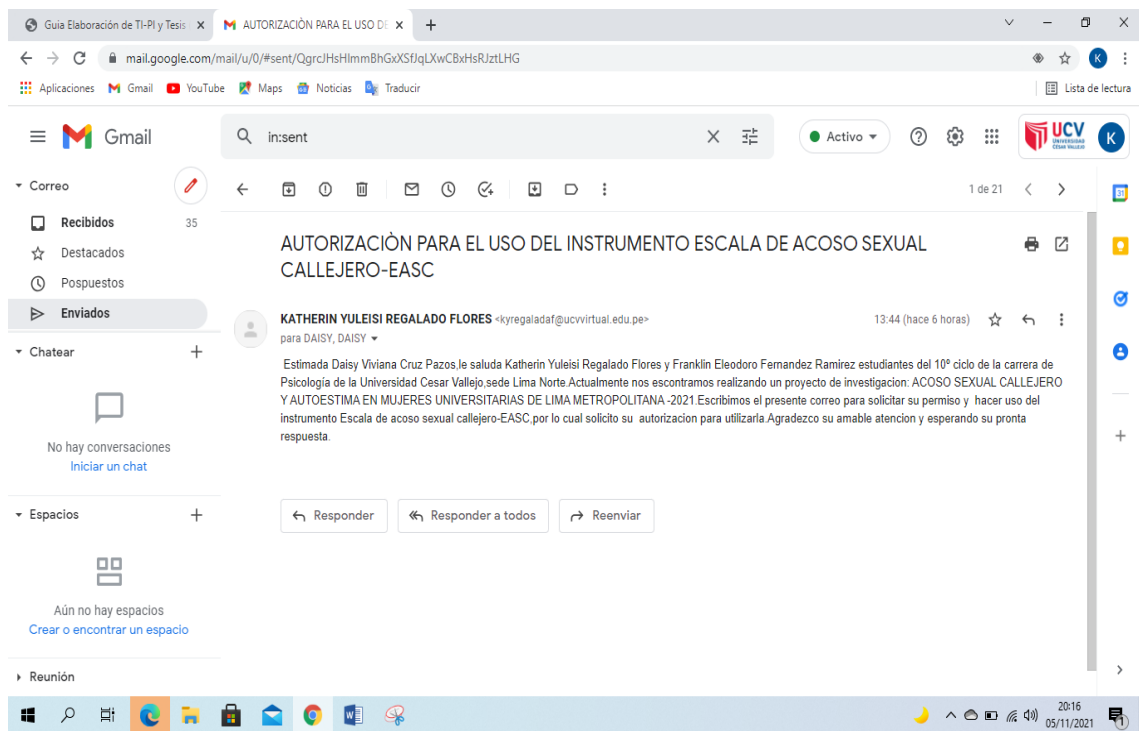 Guia Elaboración de TI-PI y Tesis
AUTORIZACIÒN PARA EL USO DE
mail.google.com/mail/u/0/#sent/QgrcJHsHlmmBhGxXSfJqLXwCBxHsRJztLHG
K
Aplicaciones
Gmail
YouTube
Maps
Noticias
Traducir
Lista de lectura
Gmail
in:sent
Activo
UCV
UNIVERSIDAD
CÉSAR VALLEJO
K
Correo
1 de 21
31
Recibidos 35
Destacados
Pospuestos
Enviados
AUTORIZACIÒN PARA EL USO DEL INSTRUMENTO ESCALA DE ACOSO SEXUAL
CALLEJERO-EASC
KATHERIN YULEISI REGALADO FLORES <kyregaladaf@ucvvirtual.edu.pe> 13:44 (hace 6 horas)
para DAISY, DAISY
Estimada Daisy Viviana Cruz Pazos,le saluda Katherin Yuleisi Regalado Flores y Franklin Eleodoro Fernandez Ramirez estudiantes del 10º ciclo de la carrera de
Psicología de la Universidad Cesar Vallejo,sede Lima Norte.Actualmente nos escontramos realizando un proyecto de investigacion: ACOSO SEXUAL CALLEJERO
Y AUTOESTIMA EN MUJERES UNIVERSITARIAS DE LIMA METROPOLITANA -2021.Escribimos el presente correo para solicitar su permiso y hacer uso del
instrumento Escala de acoso sexual callejero-EASC,por lo cual solicito su autorizacion para utilizarla.Agradezco su amable atencion y esperando su pronta
respuesta.
Chatear
No hay conversaciones
Iniciar un chat
Responder
Responder a todos
Reenviar
Espacios
Aún no hay espacios
Crear o encontrar un espacio
Reunión
20:16
05/11/2021
1